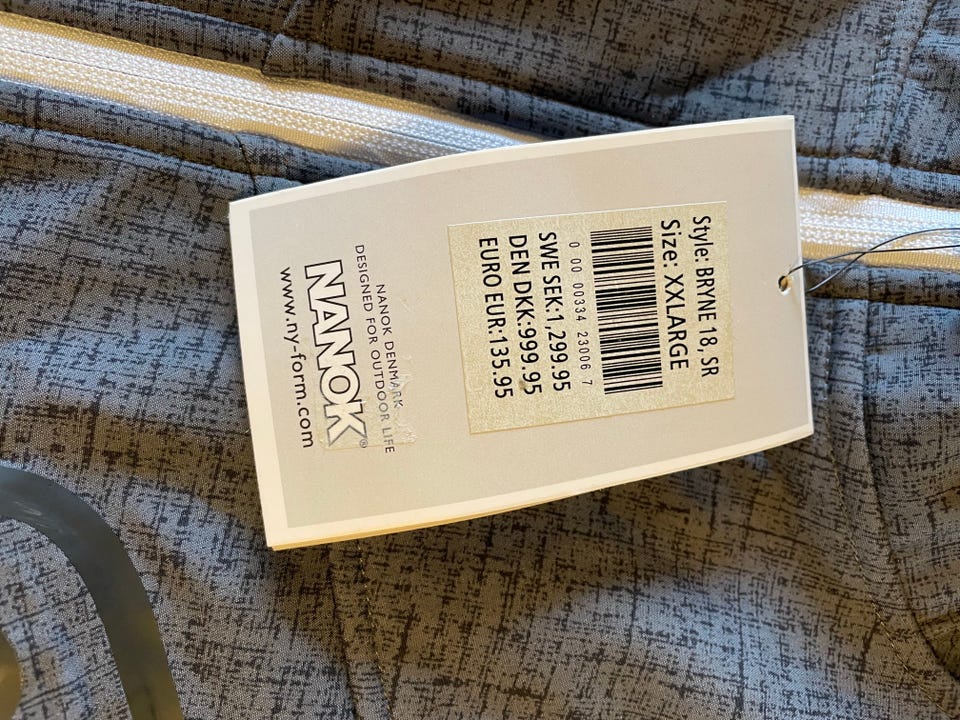 Style: BRYNE 18, SR
Size: XXLARGE
0 00 00334 23006 7
SWE SEK:1,299.95
DEN DKK:999.95
EURO EUR:135.95
NANOK DENMARK
DESIGNED FOR OUTDOOR LIFE
NANOK®
www.ny-form.com